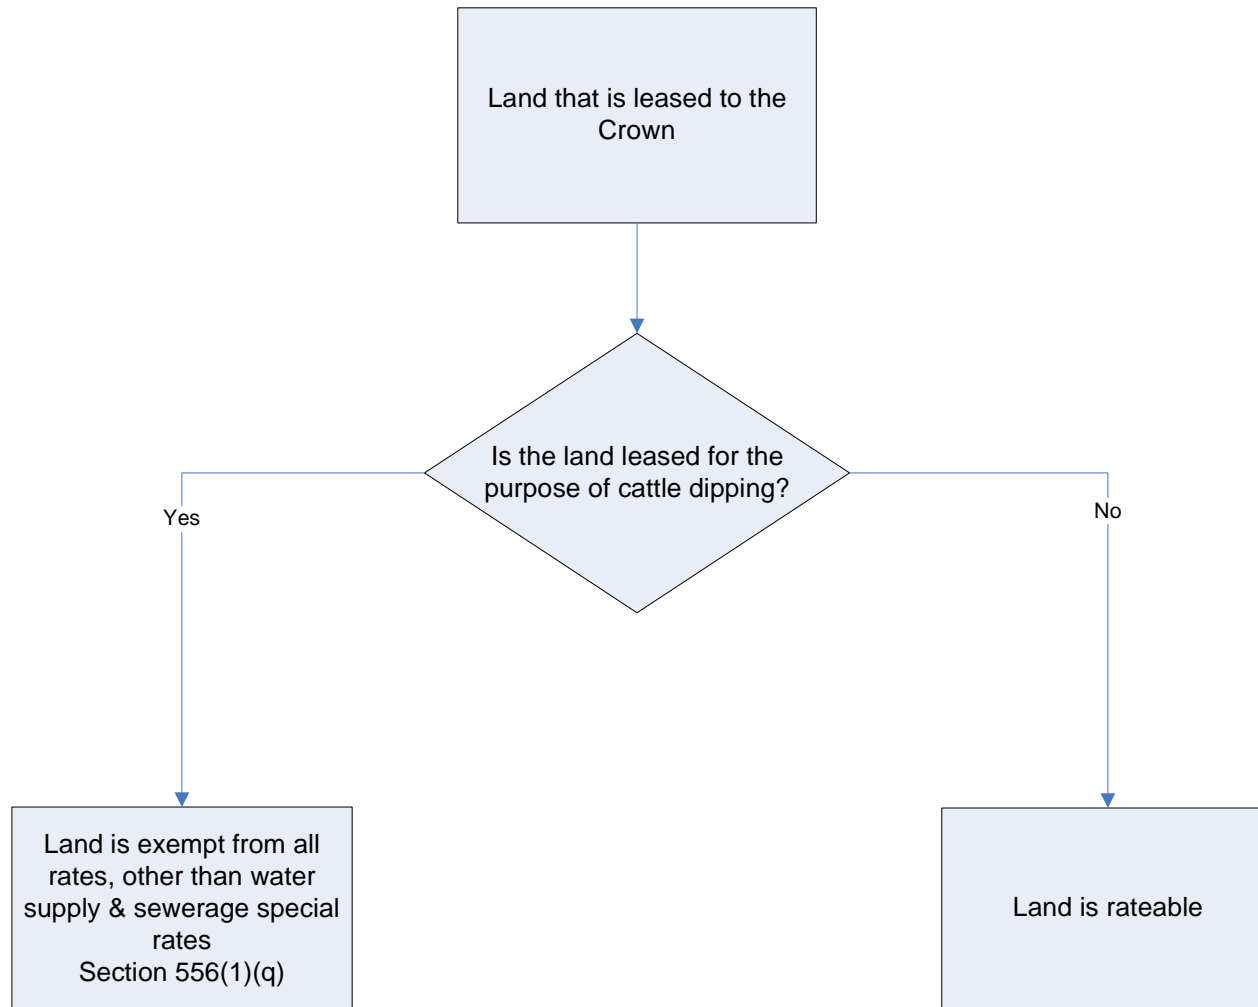 Land that is leased to the
Crown
Is the land leased for the
purpose of cattle dipping?
Yes
No
Land is exempt from all
rates, other than water
supply & sewerage special
rates
Section 556(1)(q)
Land is rateable